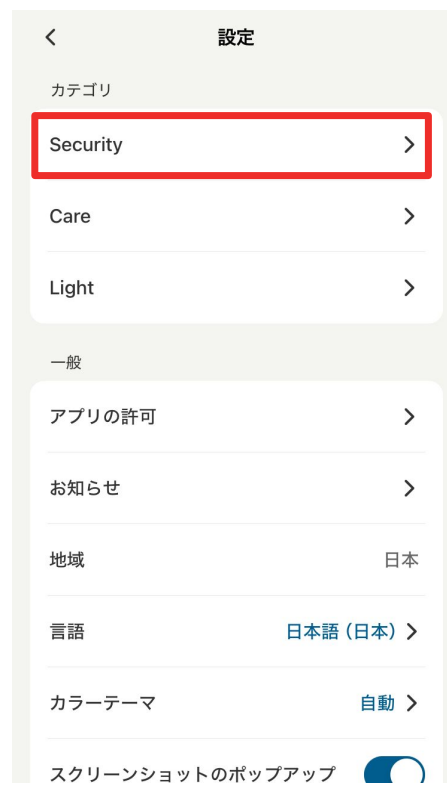 設定
カテゴリ
Security
Care
Light
一般
アプリの許可
お知らせ
地域 日本
言語 日本語 (日本)
カラーテーマ 自動
スクリーンショットのポップアップ